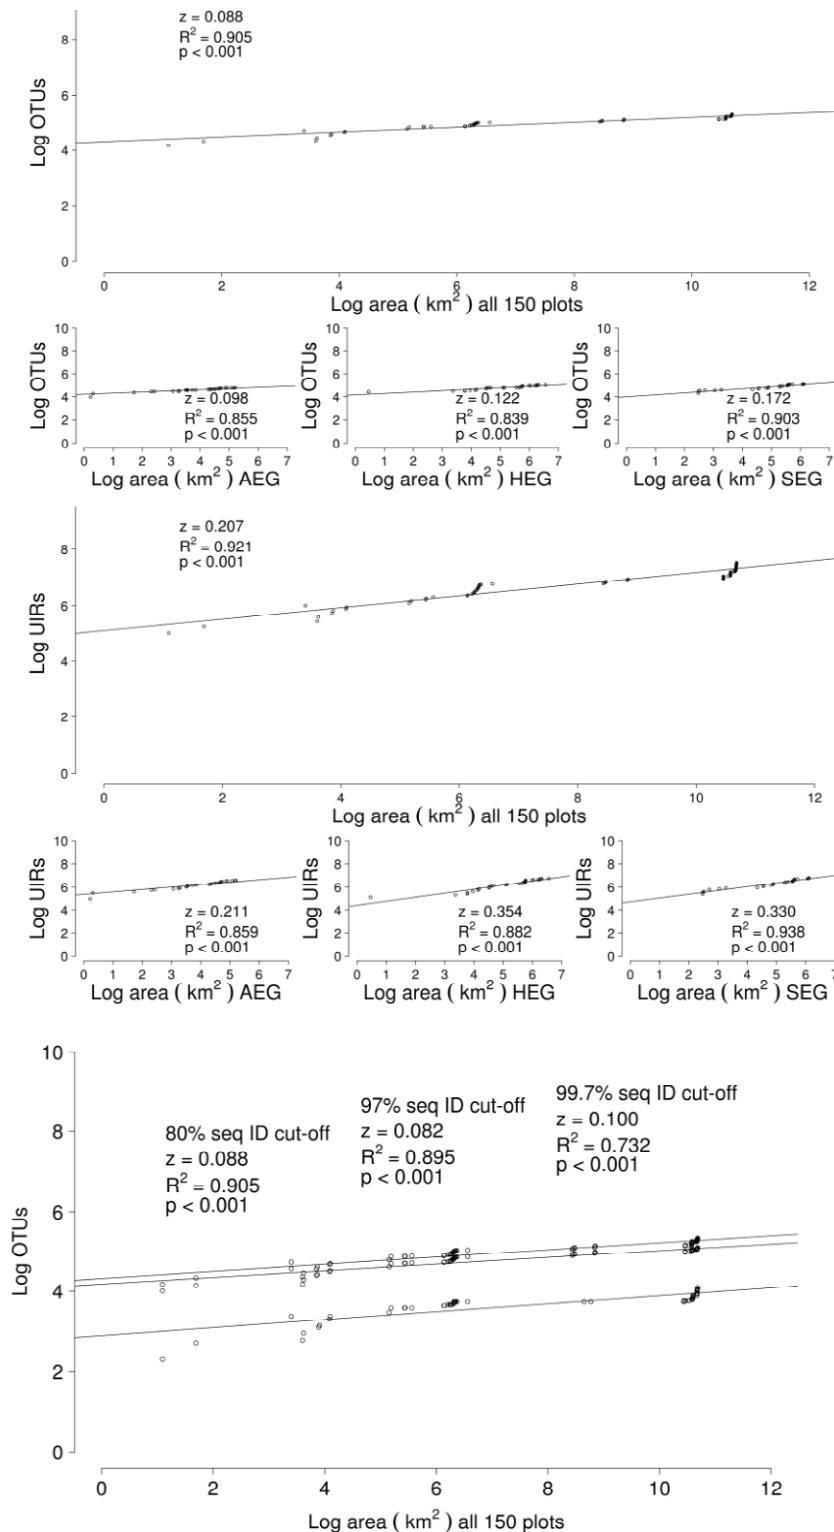 z = 0.088
R2 = 0.905
p < 0.001
Log OTUs
0 2 4 6 8
0 2 4 6 8 10 12
Log area ( km2 ) all 150 plots
Log OTUs
0 2 4 6 8 10
z = 0.098
R2 = 0.855
p < 0.001
0 1 2 3 4 5 6 7
Log area ( km2 ) AEG
Log OTUs
0 2 4 6 8 10
z = 0.122
R2 = 0.839
p < 0.001
0 1 2 3 4 5 6 7
Log area ( km2 ) HEG
Log OTUs
0 2 4 6 8 10
z = 0.172
R2 = 0.903
p < 0.001
0 1 2 3 4 5 6 7
Log area ( km2 ) SEG
z = 0.207
R2 = 0.921
p < 0.001
Log UIRs
0 2 4 6 8
0 2 4 6 8 10 12
Log area ( km2 ) all 150 plots
Log UIRs
0 2 4 6 8 10
z = 0.211
R2 = 0.859
p < 0.001
0 1 2 3 4 5 6 7
Log area ( km2 ) AEG
Log UIRs
0 2 4 6 8 10
z = 0.354
R2 = 0.882
p < 0.001
0 1 2 3 4 5 6 7
Log area ( km2 ) HEG
Log UIRs
0 2 4 6 8 10
z = 0.330
R2 = 0.938
p < 0.001
0 1 2 3 4 5 6 7
Log area ( km2 ) SEG
80% seq ID cut-off
z = 0.088
R2 = 0.905
p < 0.001
97% seq ID cut-off
z = 0.082
R2 = 0.895
p < 0.001
99.7% seq ID cut-off
z = 0.100
R2 = 0.732
p < 0.001
Log OTUs
0 2 4 6 8 10
0 2 4 6 8 10 12
Log area ( km2 ) all 150 plots